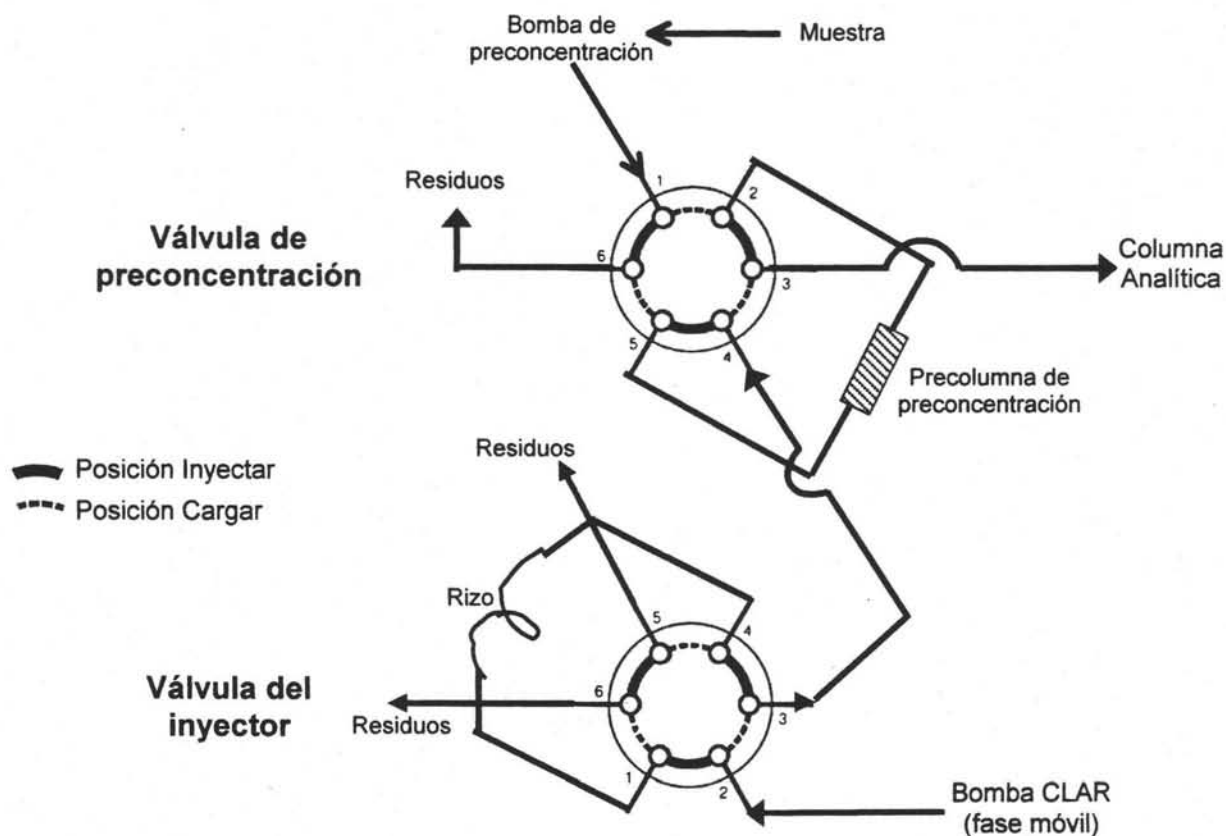 Bomba de
preconcentración
Muestra
1
2
Residuos
Válvula de
preconcentración
6
3
Columna
Analítica
5
4
Precolumna de
preconcentración
Residuos
Posición Inyectar
Posición Cargar
Rizo
5
4
Válvula del
inyector
6
3
Residuos
1
2
Bomba CLAR
(fase móvil)